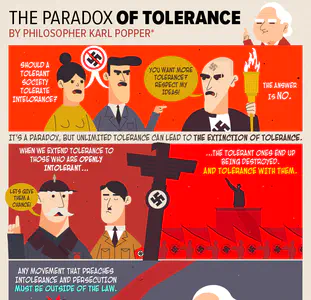 THE PARADOX OF TOLERANCE
BY PHILOSOPHER KARL POPPER*
SHOULD A
TOLERANT
SOCIETY
TOLERATE
INTELORANCE?
YOU WANT MORE
TOLERANCE?
RESPECT MY
IDEAS!
THE ANSWER
IS NO.
IT'S A PARADOX, BUT UNLIMITED TOLERANCE CAN LEAD TO THE EXTINCTION OF TOLERANCE.
WHEN WE EXTEND TOLERANCE TO
THOSE WHO ARE OPENLY
INTOLERANT...
LET'S GIVE
THEM A
CHANCE!
...THE TOLERANT ONES END UP
BEING DESTROYED.
AND TOLERANCE WITH THEM.
ANY MOVEMENT THAT PREACHES
INTOLERANCE AND PERSECUTION
MUST BE OUTSIDE OF THE LAW.